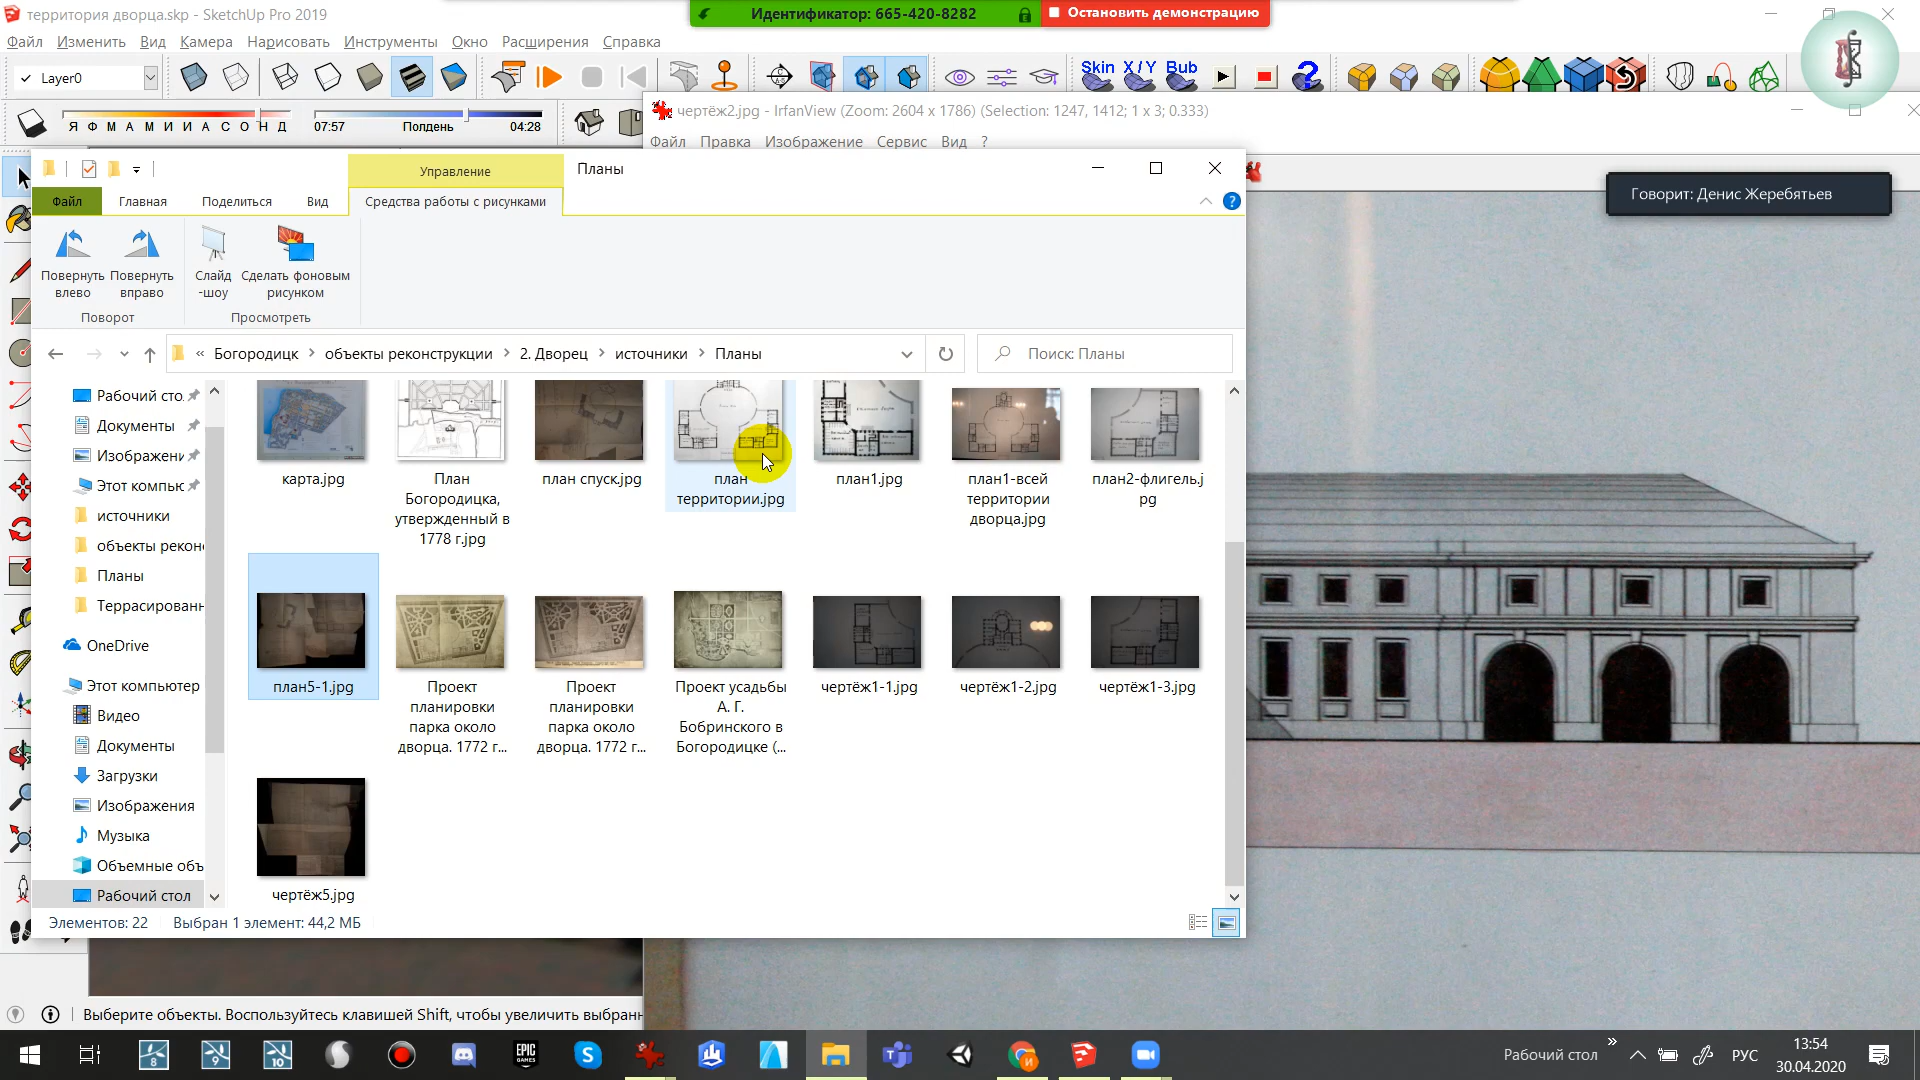 территория дворца.skp - SketchUp Pro 2019
Идентификатор: 665-420-8282
Остановить демонстрацию
Файл Изменить Вид Камера Нарисовать Инструменты Окно Расширения Справка
Layer0
Skin X/Y Bub
Я Ф М А М И И А С О Н Д
07:57 Полдень 04:28
чертёж2.jpg - IrfanView (Zoom: 2604 x 1786) (Selection: 1247, 1412; 1 x 3; 0.333)
Файл Правка Изображение Сервис Вид ?
Управление
Планы
Говорит: Денис Жеребятьев
Файл Главная Поделиться Вид Средства работы с рисунками
Повернуть влево
Повернуть вправо
Слайд-шоу
Сделать фоновым рисунком
Поворот
Просмотреть
« Богородицк › объекты реконструкции › 2. Дворец › источники › Планы
Поиск: Планы
Рабочий сто.
Документы
Изображени
Этот компьк
источники
объекты рекон
Планы
Террасированн
OneDrive
Этот компьютер
Видео
Документы
Загрузки
Изображения
Музыка
Объемные объ
Рабочий стол
карта.jpg
План Богородицка, утвержденный в 1778 г.jpg
план спуск.jpg
план территории.jpg
план1.jpg
план1-всей территории дворца.jpg
план2-флигель.jpg
план5-1.jpg
Проект планировки парка около дворца. 1772 г...
Проект планировки парка около дворца. 1772 г...
Проект усадьбы А. Г. Бобринского в Богородицке (...
чертёж1-1.jpg
чертёж1-2.jpg
чертёж1-3.jpg
чертёж5.jpg
Элементов: 22 Выбран 1 элемент: 44,2 МБ
Выберите объекты. Воспользуйтесь клавишей Shift, чтобы увеличить выбранн
8
9
10
EPIC GAMES
Рабочий стол
РУС
13:54
30.04.2020